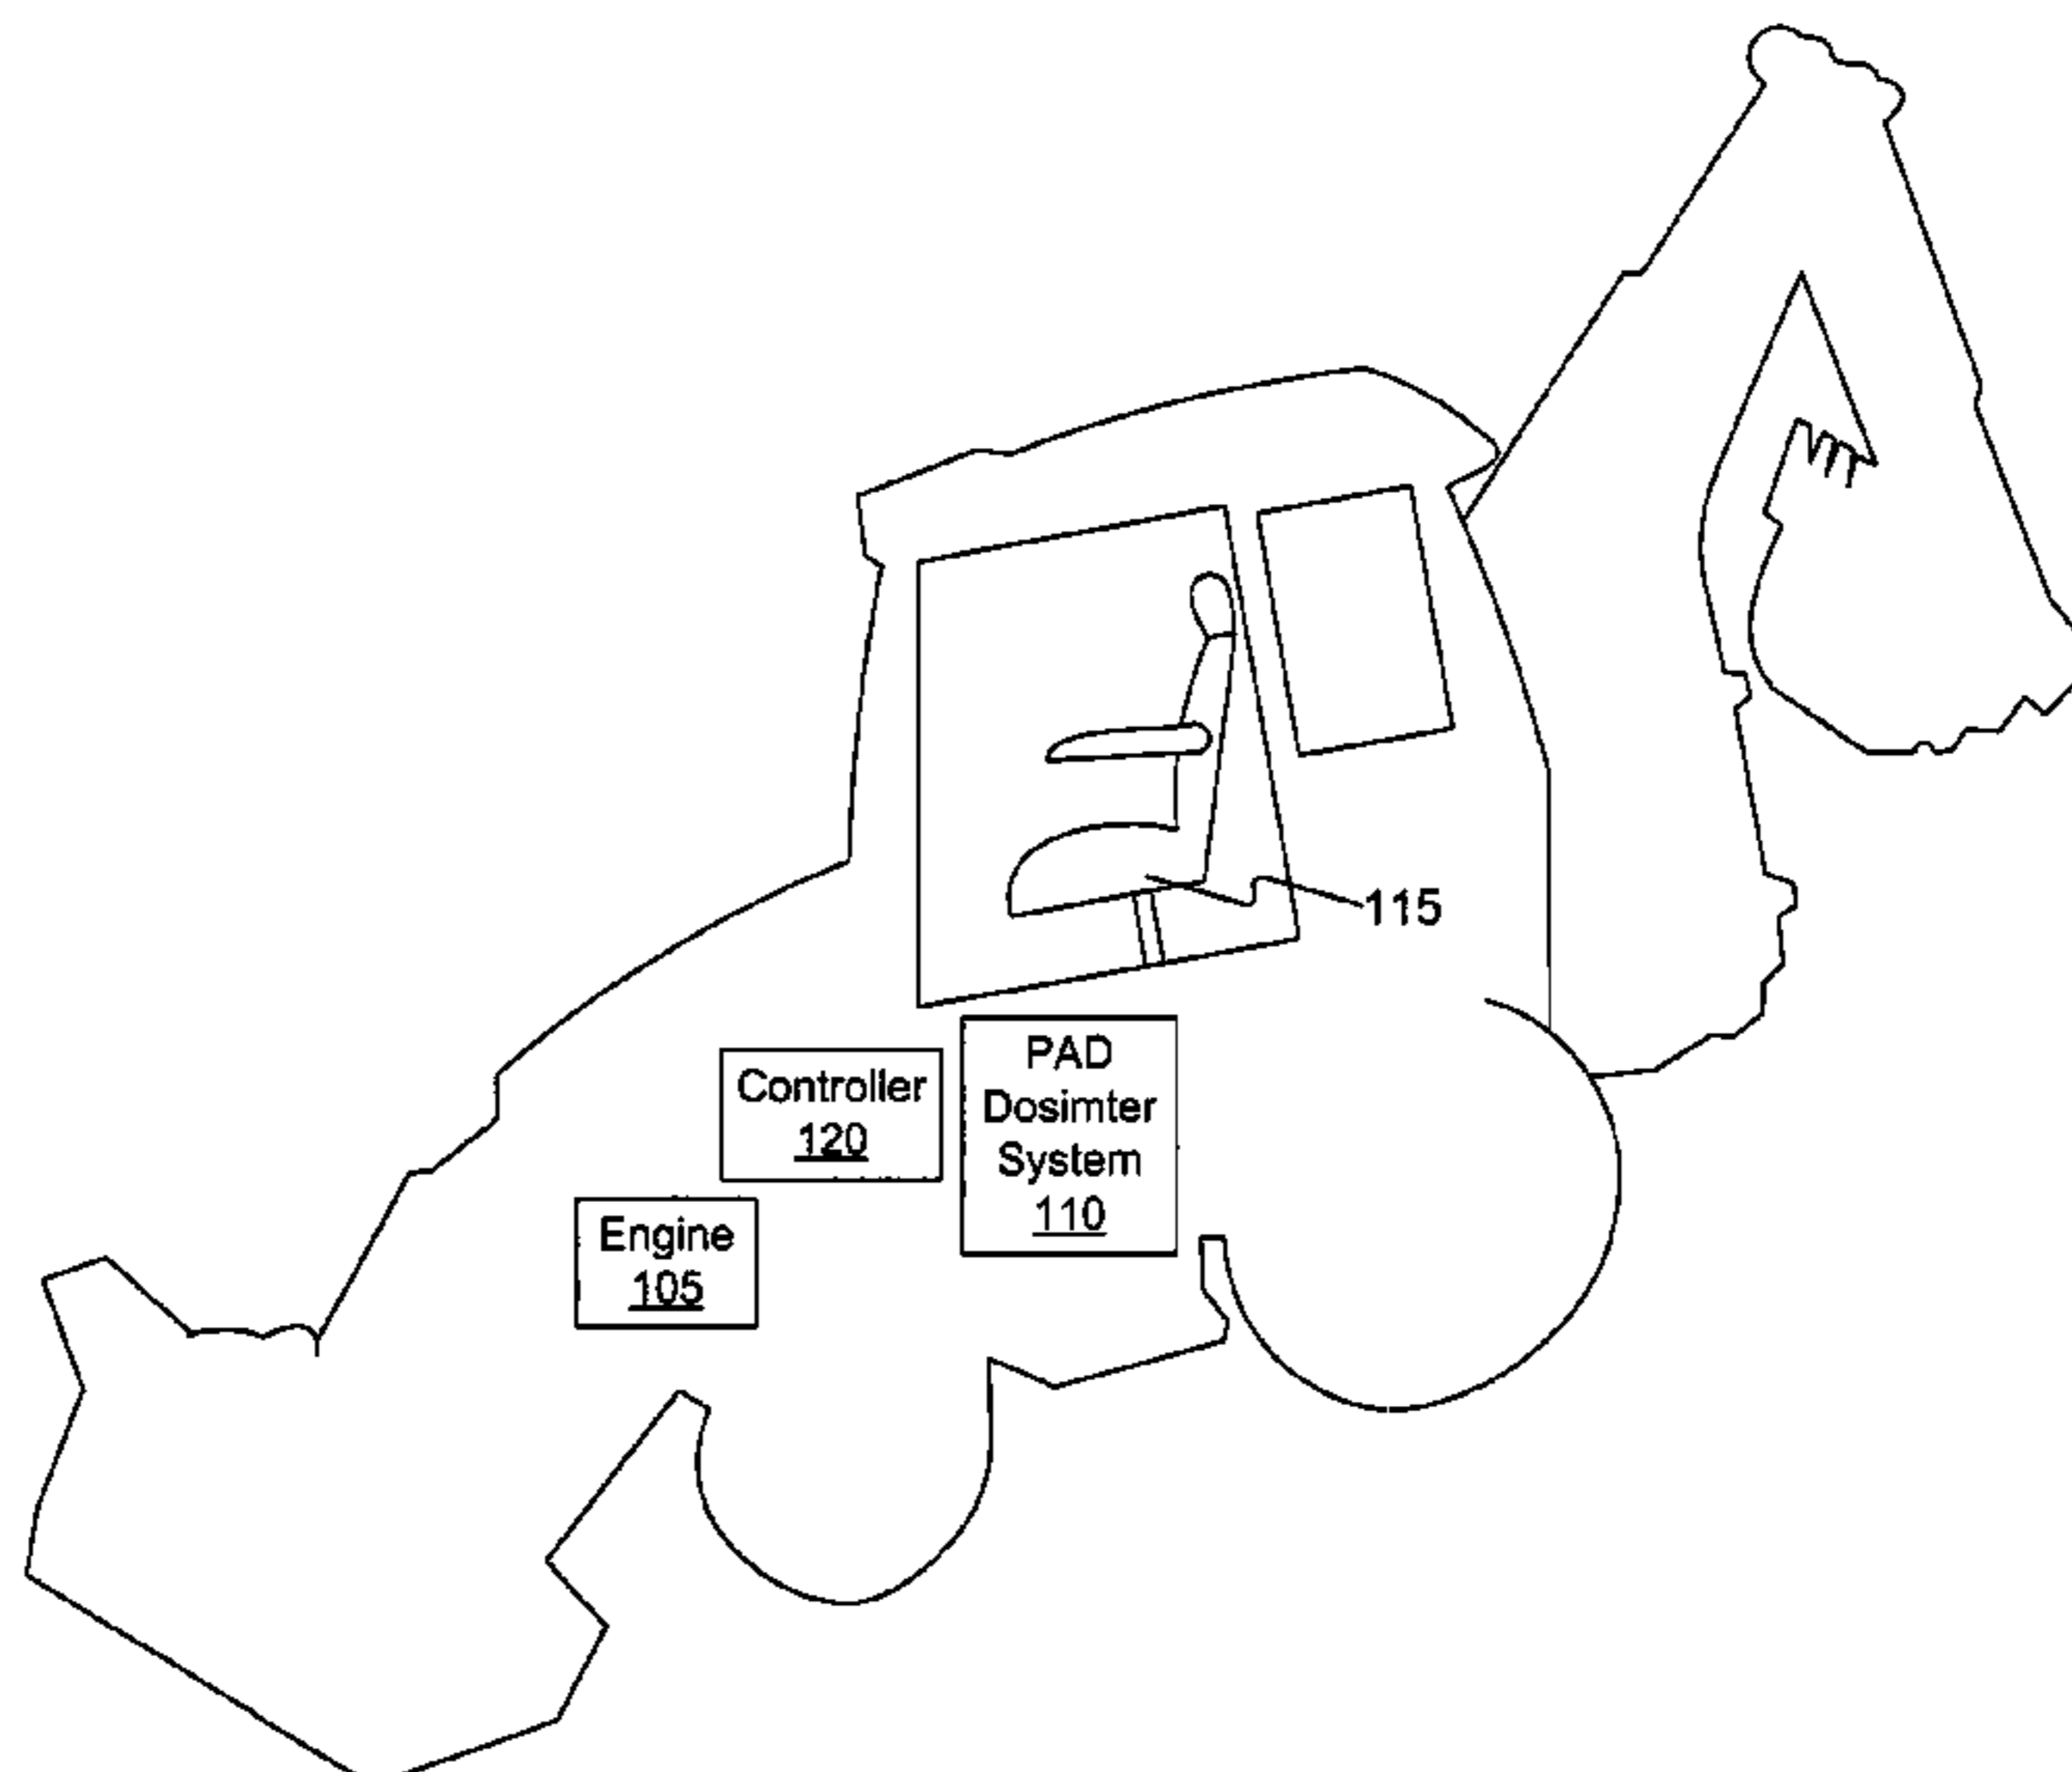 115
PAD
Dosimter
System
110
Controller
120
Engine
105